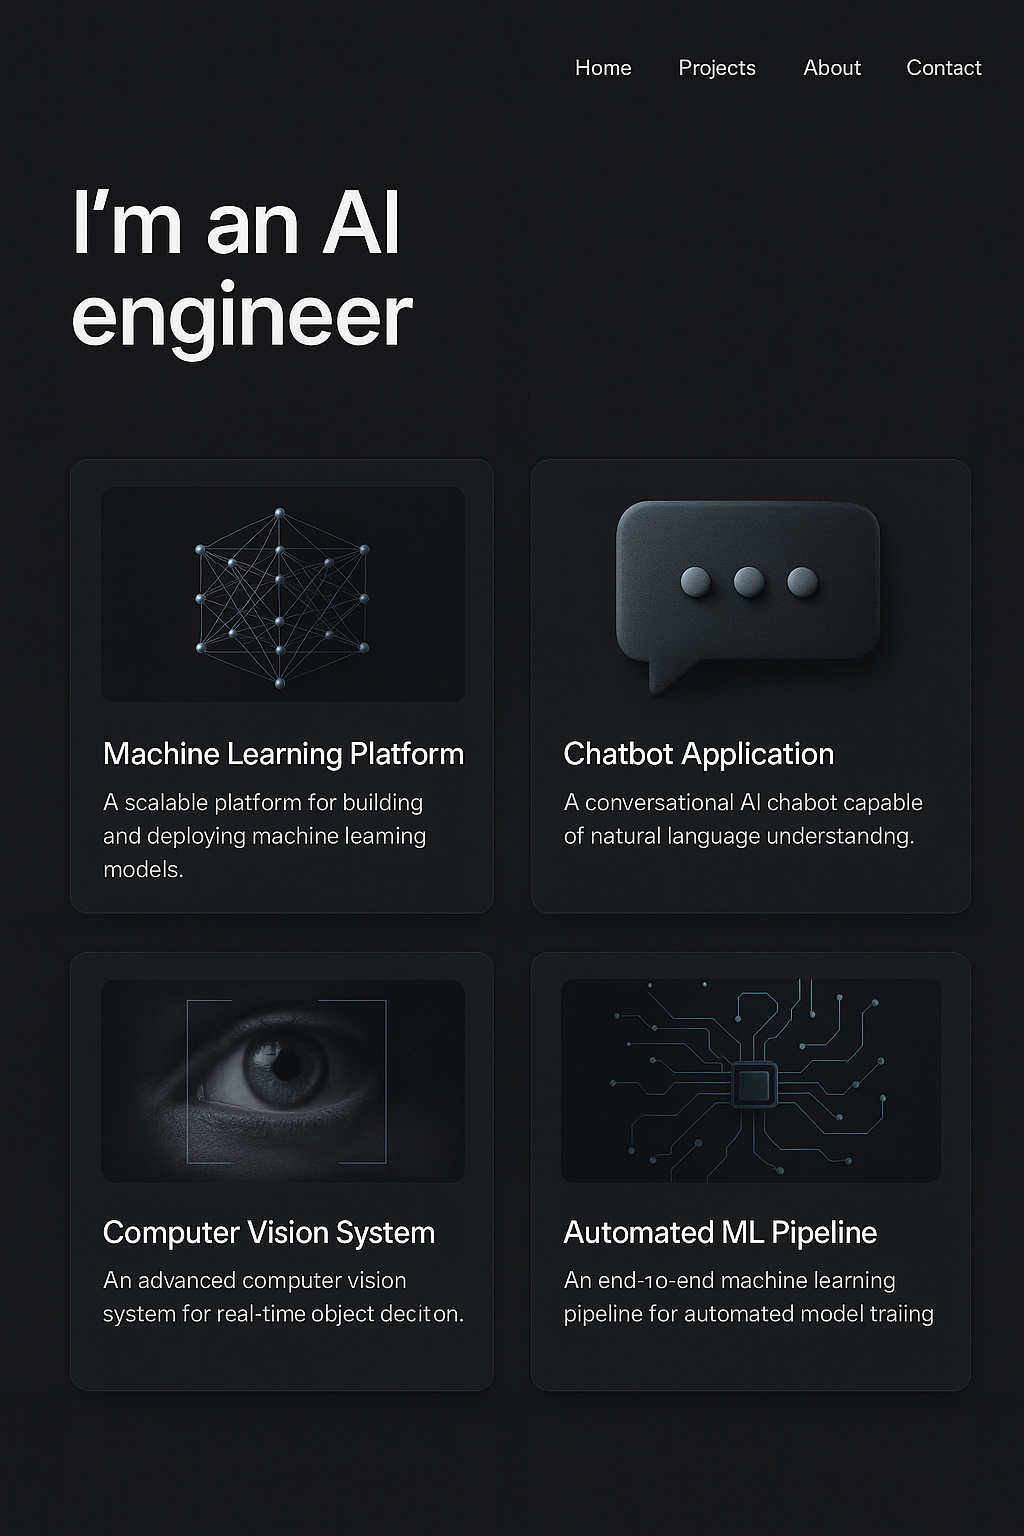 Home Projects About Contact
I'm an AI
engineer
Machine Learning Platform
A scalable platform for building
and deploying machine leaming
models.
Chatbot Application
A conversational AI chabot capable
of natural language understandng.
Computer Vision System
An advanced computer vision
system for real-time object deciton.
Automated ML Pipeline
An end-1o-end machine learning
pipeline for automated model traiing